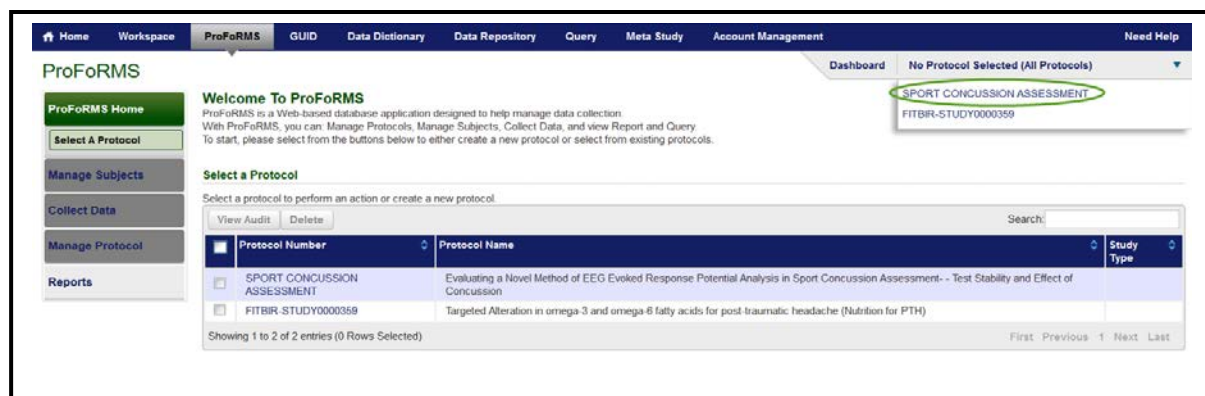 Home Workspace ProFoRMS GUID Data Dictionary Data Repository Query Meta Study Account Management Need Help
ProFoRMS
Dashboard No Protocol Selected (All Protocols)
SPORT CONCUSSION ASSESSMENT
FITBIR-STUDY0000359
ProFoRMS Home
Select A Protocol
Manage Subjects
Collect Data
Manage Protocol
Reports
Welcome To ProFoRMS
ProFoRMS is a Web-based database application designed to help manage data collection.
With ProFoRMS, you can: Manage Protocols, Manage Subjects, Collect Data, and view Report and Query.
To start, please select from the buttons below to either create a new protocol or select from existing protocols.
Select a Protocol
Select a protocol to perform an action or create a new protocol.
View Audit Delete Search:
Protocol Number Protocol Name Study
Type
SPORT CONCUSSION
ASSESSMENT
Evaluating a Novel Method of EEG Evoked Response Potential Analysis in Sport Concussion Assessment- - Test Stability and Effect of
Concussion
FITBIR-STUDY0000359 Targeted Alteration in omega-3 and omega-6 fatty acids for post-traumatic headache (Nutrition for PTH)
Showing 1 to 2 of 2 entries (0 Rows Selected) First Previous 1 Next Last